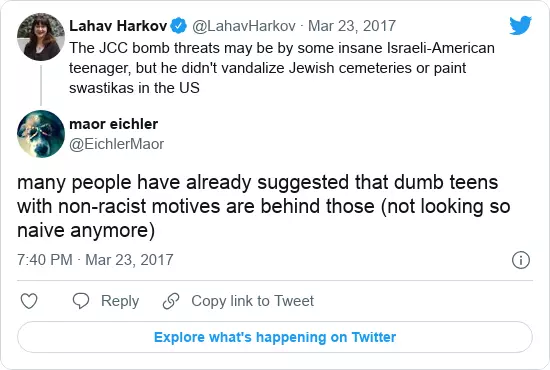 Lahav Harkov @LahavHarkov · Mar 23, 2017
The JCC bomb threats may be by some insane Israeli-American
teenager, but he didn't vandalize Jewish cemeteries or paint
swastikas in the US
maor eichler
@EichlerMaor
many people have already suggested that dumb teens
with non-racist motives are behind those (not looking so
naive anymore)
7:40 PM · Mar 23, 2017
Reply Copy link to Tweet
Explore what's happening on Twitter